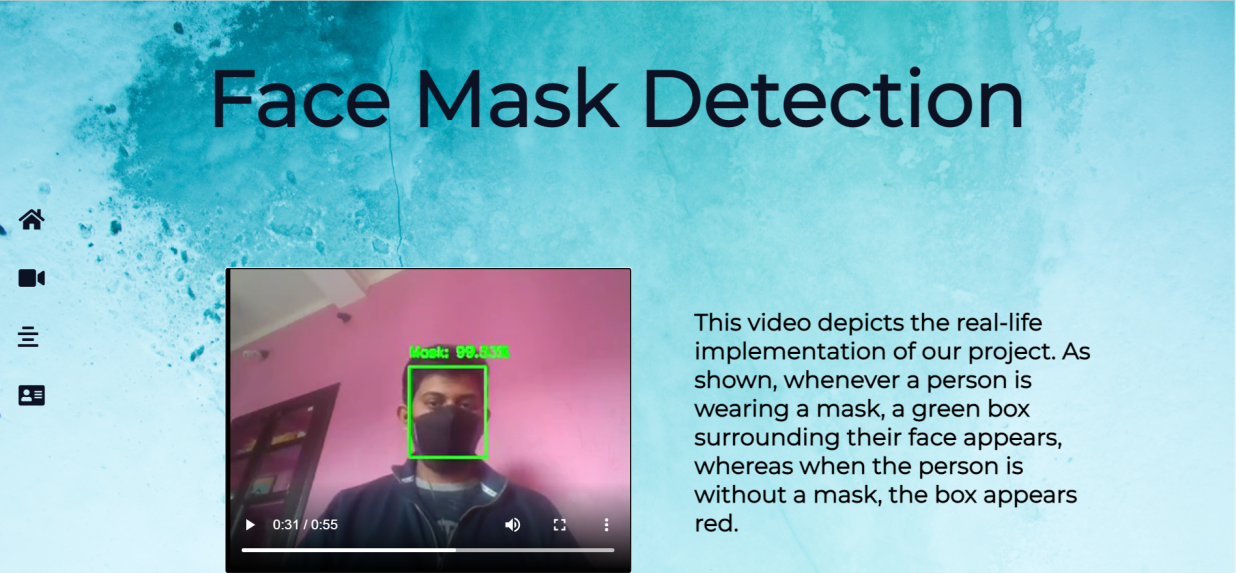 Face Mask Detection
Mask: 99.53%
This video depicts the real-life
implementation of our project. As
shown, whenever a person is
wearing a mask, a green box
surrounding their face appears,
whereas when the person is
without a mask, the box appears
red.
0:31 / 0:55